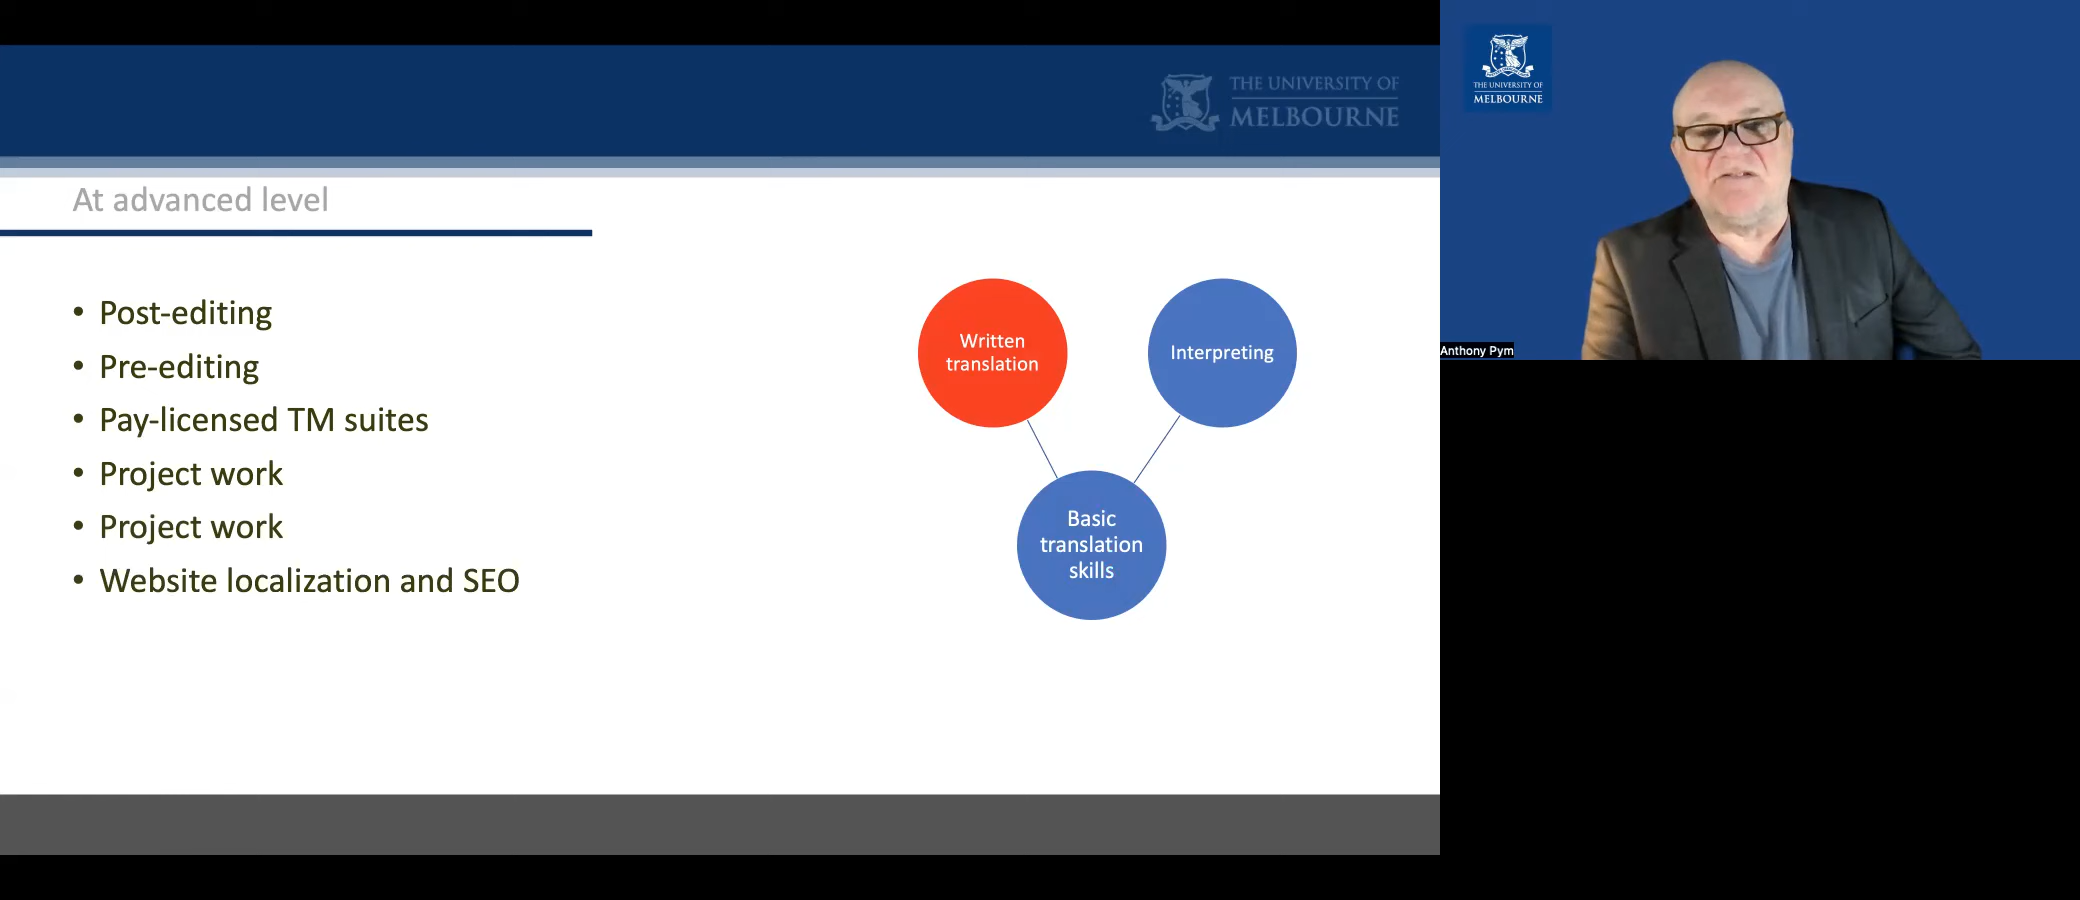 THE UNIVERSITY OF
MELBOURNE
At advanced level
• Post-editing
• Pre-editing
• Pay-licensed TM suites
• Project work
• Project work
• Website localization and SEO
Written
translation
Interpreting
Basic
translation
skills
THE UNIVERSITY OF
MELBOURNE
Anthony Pym